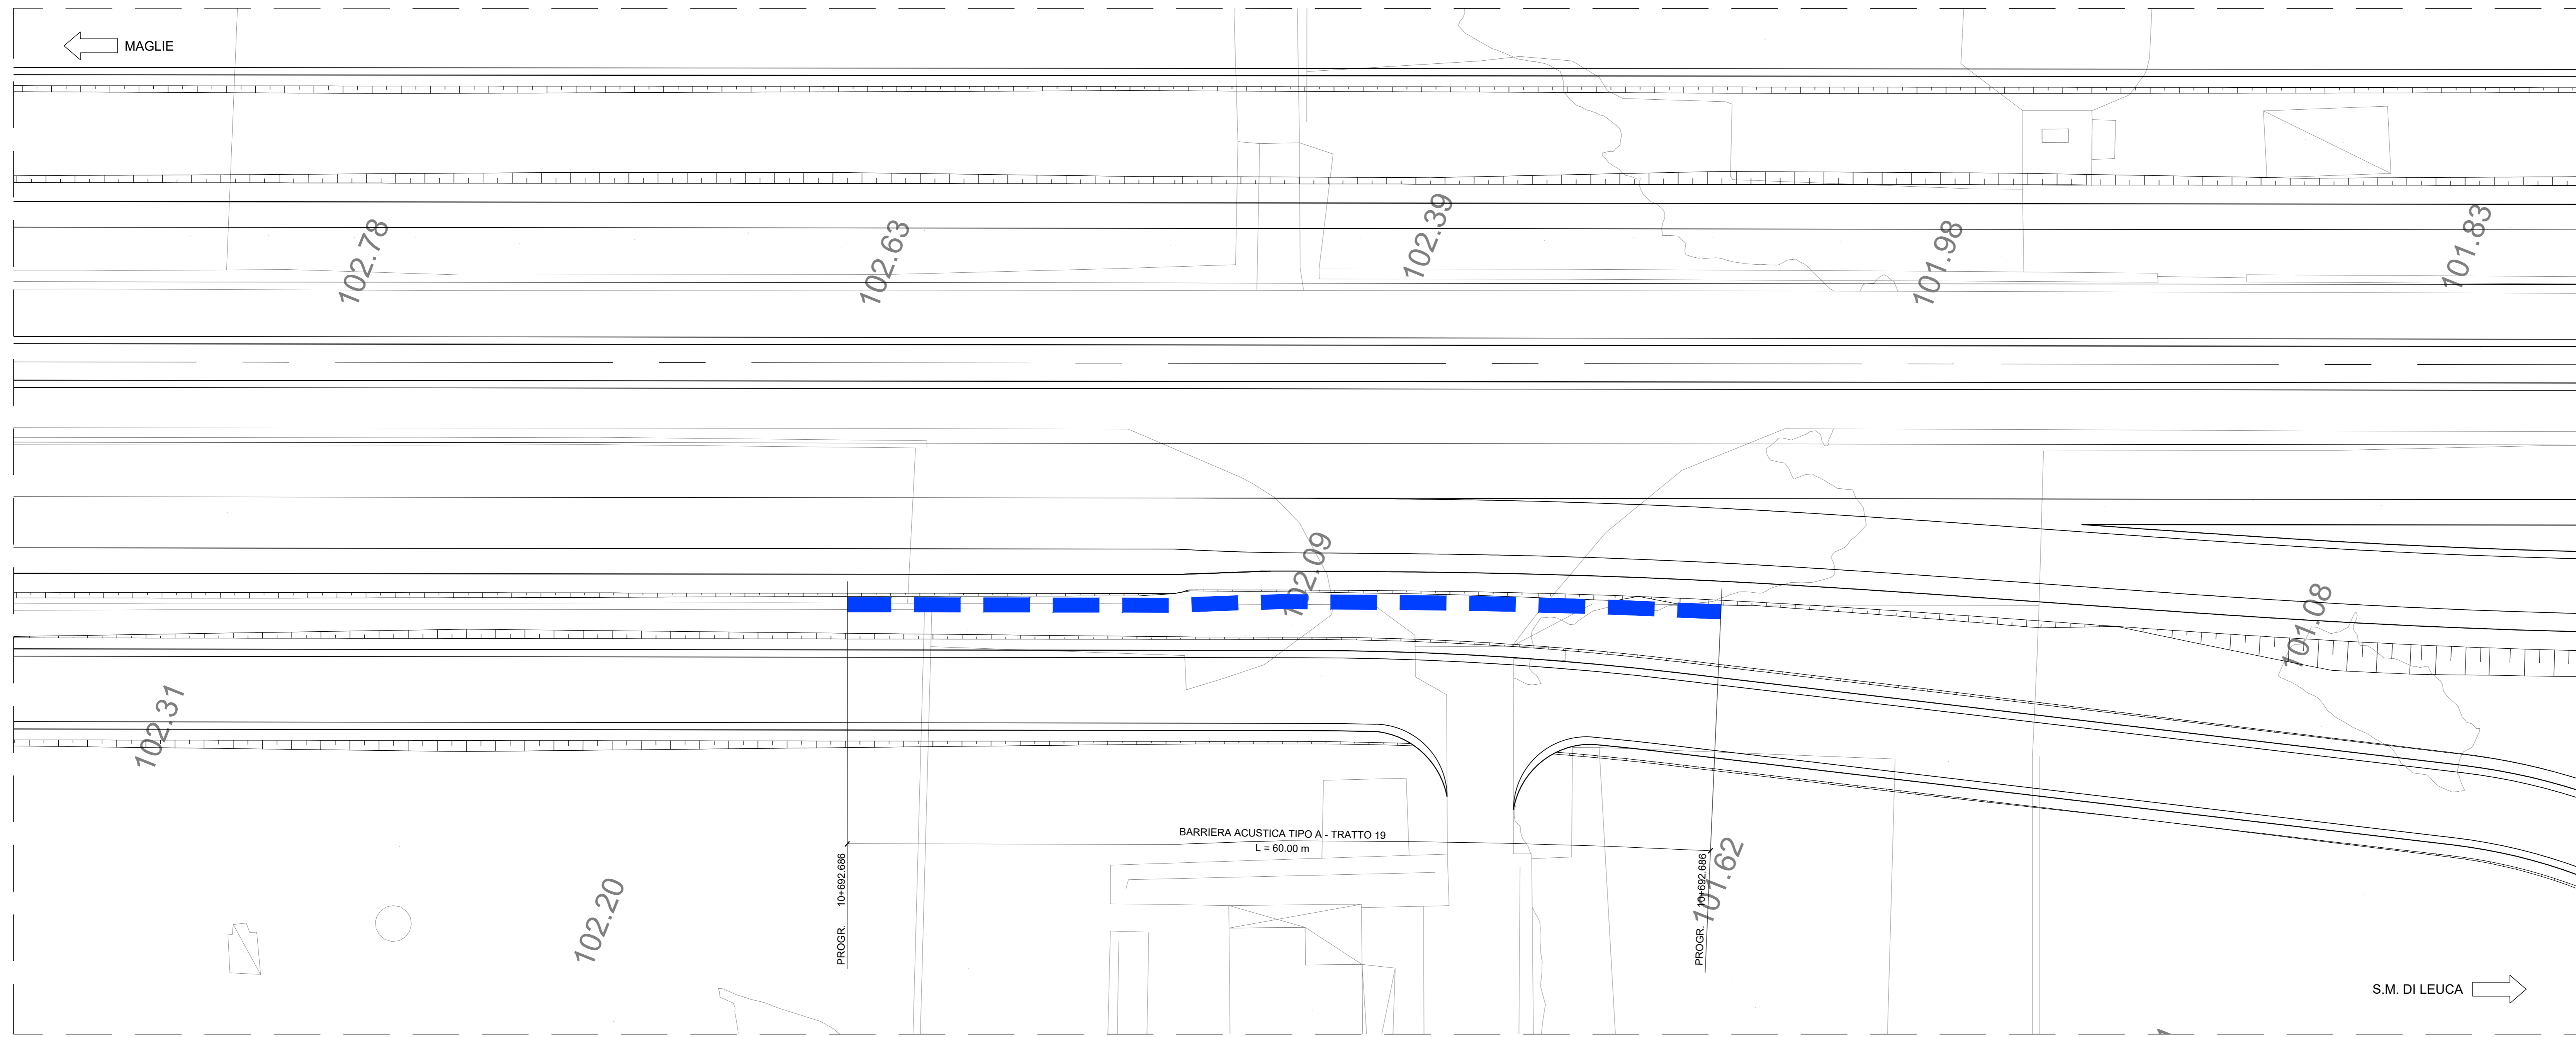 MAGLIE
102.78
102.63
102.39
101.98
101.83
102.09
101.08
102.31
BARRIERA ACUSTICA TIPO A - TRATTO 19
L = 60.00 m
PROGR. 10+692.686
PROGR. 10+692.686
101.62
102.20
S.M. DI LEUCA